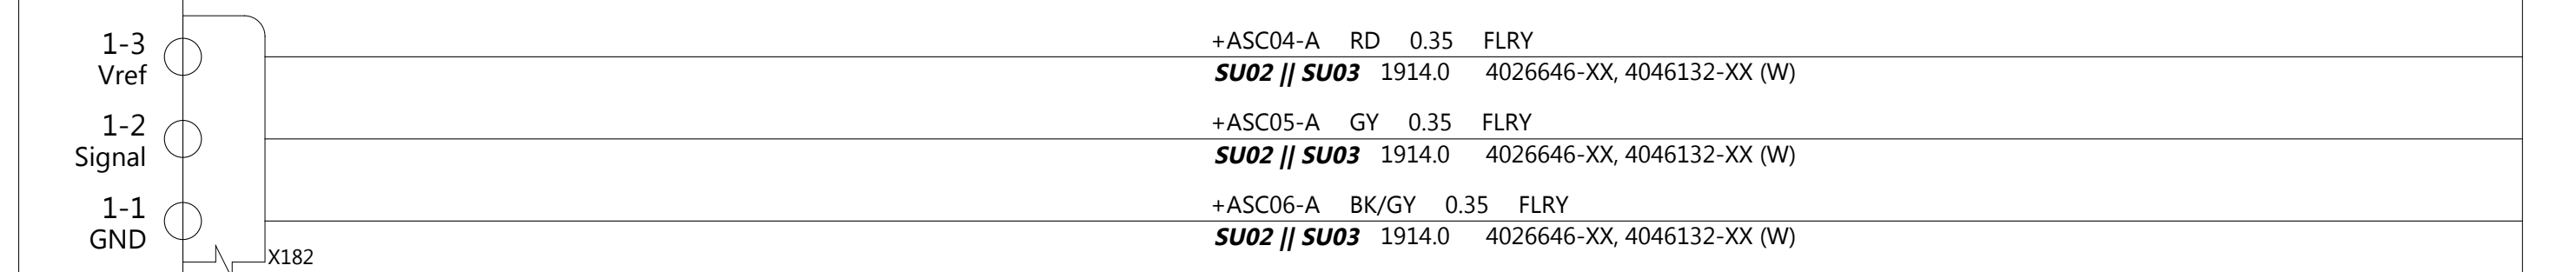 1-3 +ASC04-A RD 0.35 FLRY
Vref SU02 || SU03 1914.0 4026646-XX, 4046132-XX (W)
1-2 +ASC05-A GY 0.35 FLRY
Signal SU02 || SU03 1914.0 4026646-XX, 4046132-XX (W)
1-1 +ASC06-A BK/GY 0.35 FLRY
GND SU02 || SU03 1914.0 4026646-XX, 4046132-XX (W)
X182